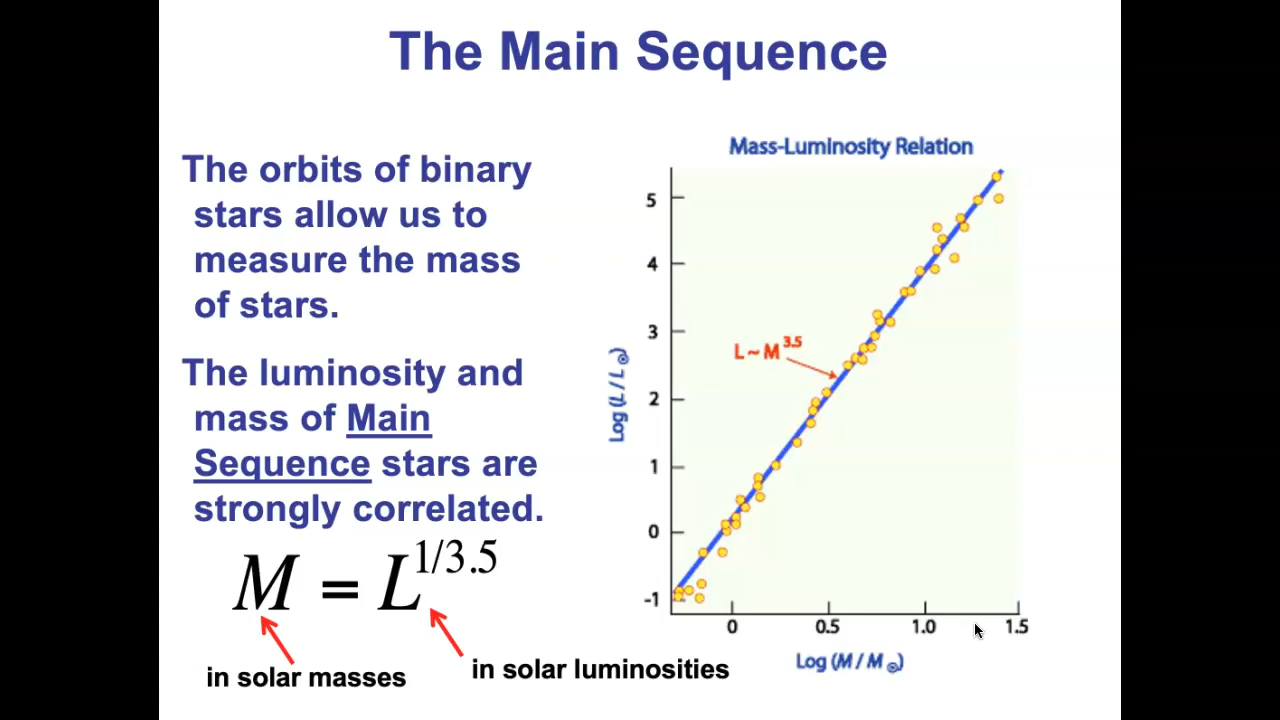 The Main Sequence
The orbits of binary
stars allow us to
measure the mass
of stars.
The luminosity and
mass of Main
Sequence stars are
strongly correlated.
M = L^{1/3.5}
in solar masses
in solar luminosities
Mass-Luminosity Relation
5
4
3
2
1
0
-1
L ~ M^{3.5}
Log (L / L☉)
0 0.5 1.0 1.5
Log (M / M☉)